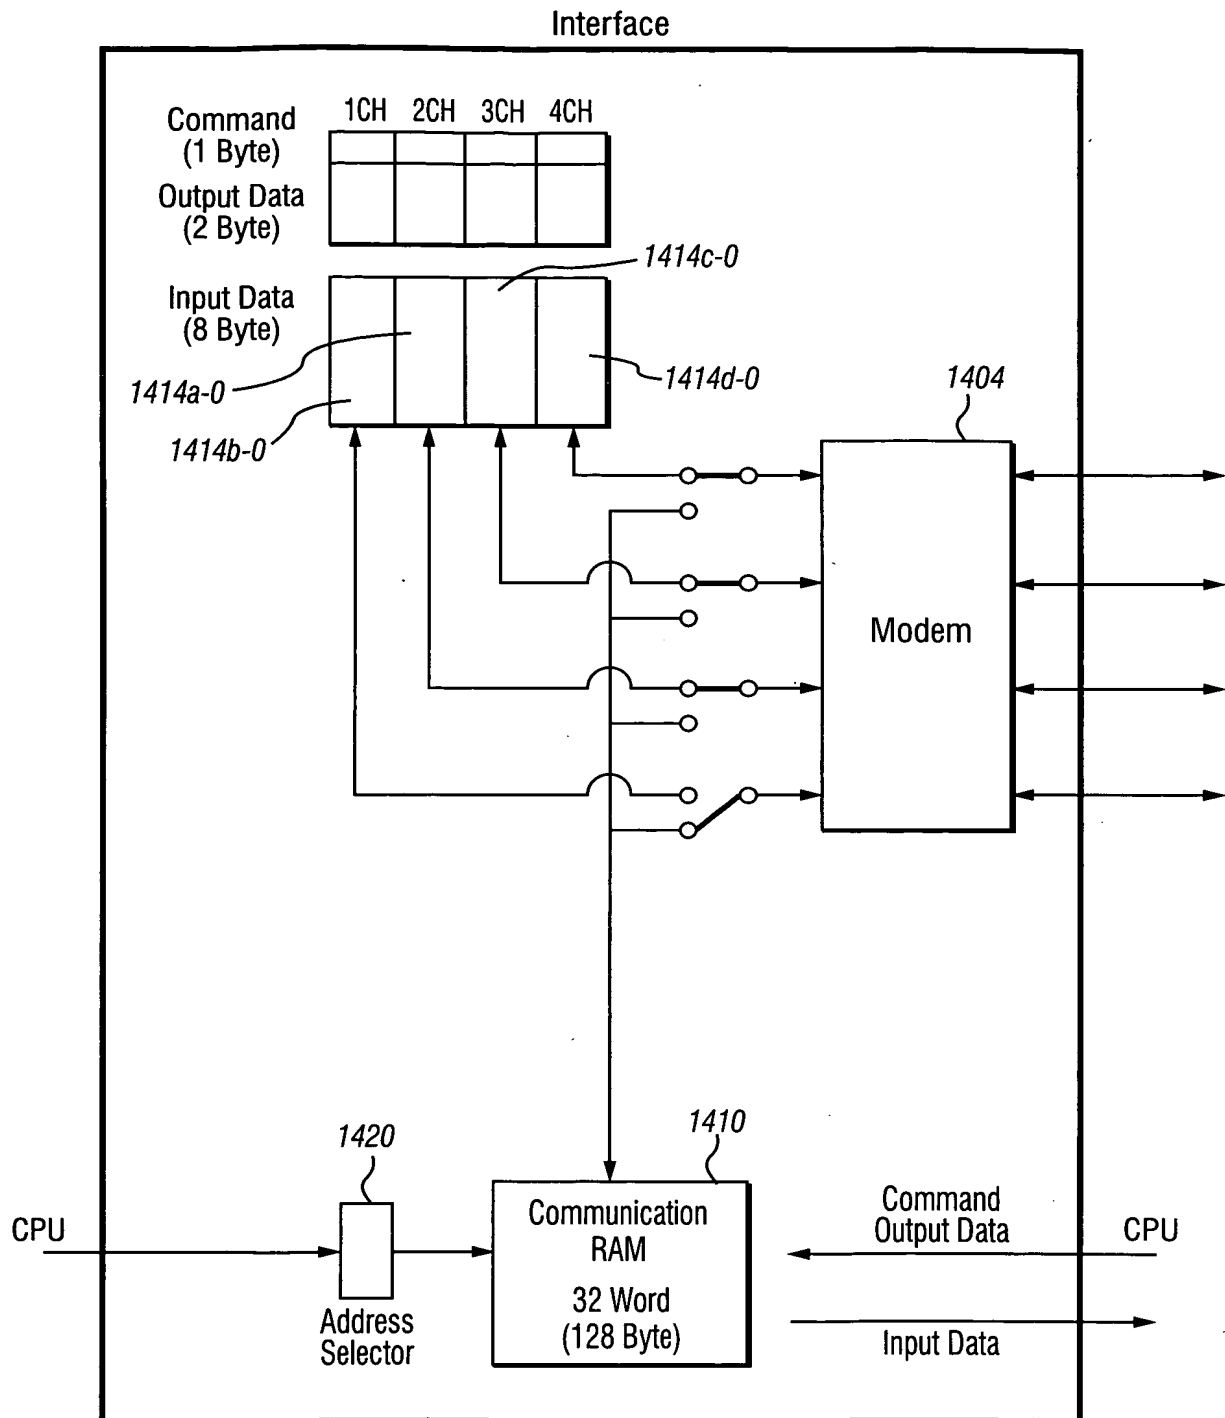 Interface
1CH 2CH 3CH 4CH
Command
(1 Byte)
Output Data
(2 Byte)
1414c-0
Input Data
(8 Byte)
1414a-0
1414d-0
1414b-0
1404
Modem
1420
1410
CPU
Communication
RAM
32 Word
(128 Byte)
Address
Selector
Command
Output Data
CPU
Input Data